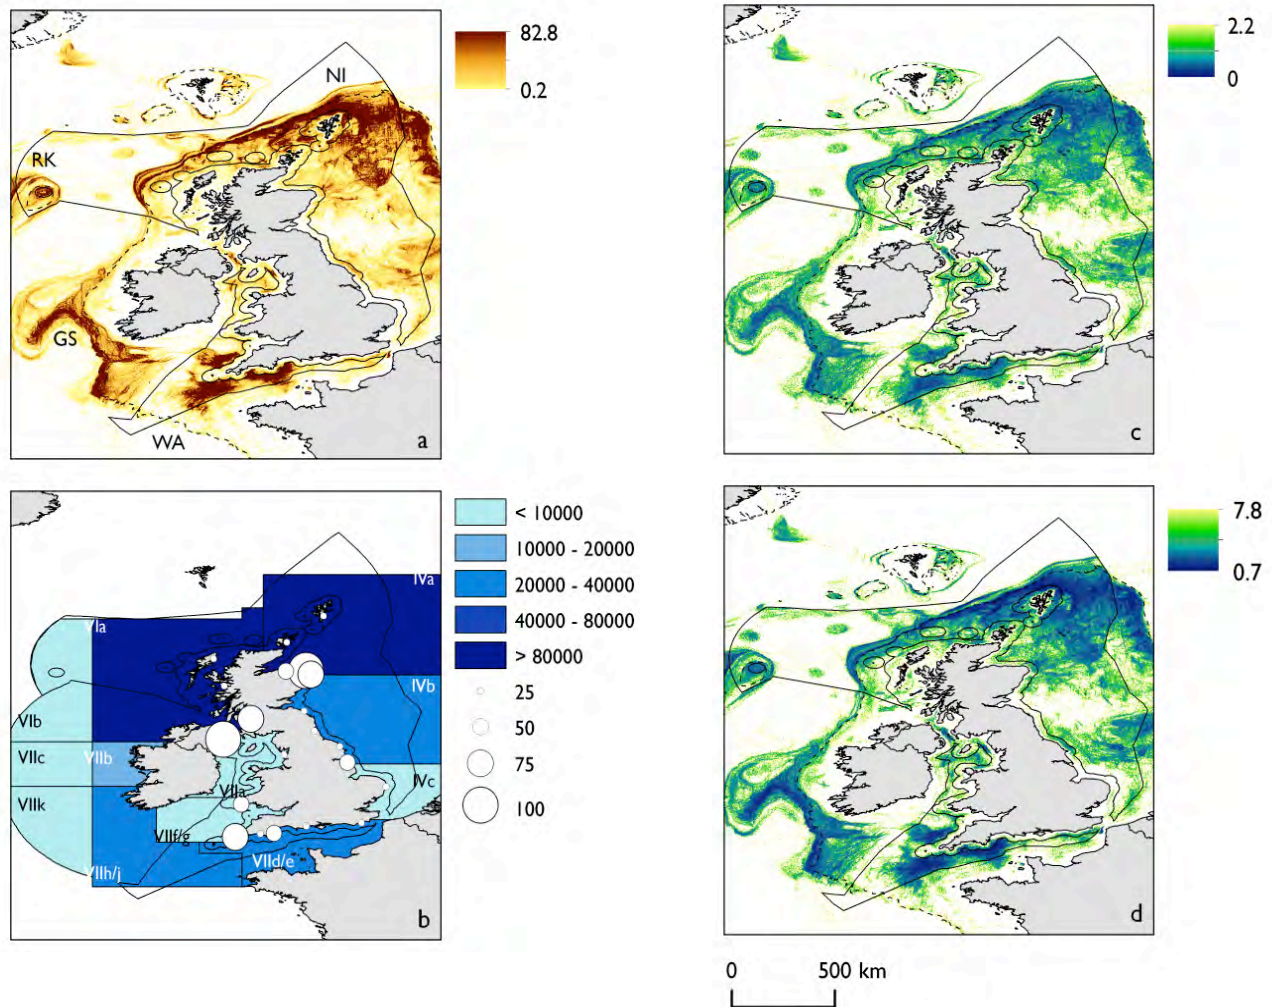 NI
RK
GS
WA
a
82.8
0.2
c
2.2
0
IVa
VIa
IVb
VIb
VIIc
VIIb
IVc
VIIa
VIIk
VIIf/g
VIId/e
VIIh/j
b
< 10000
10000 - 20000
20000 - 40000
40000 - 80000
> 80000
25
50
75
100
d
7.8
0.7
0
500 km